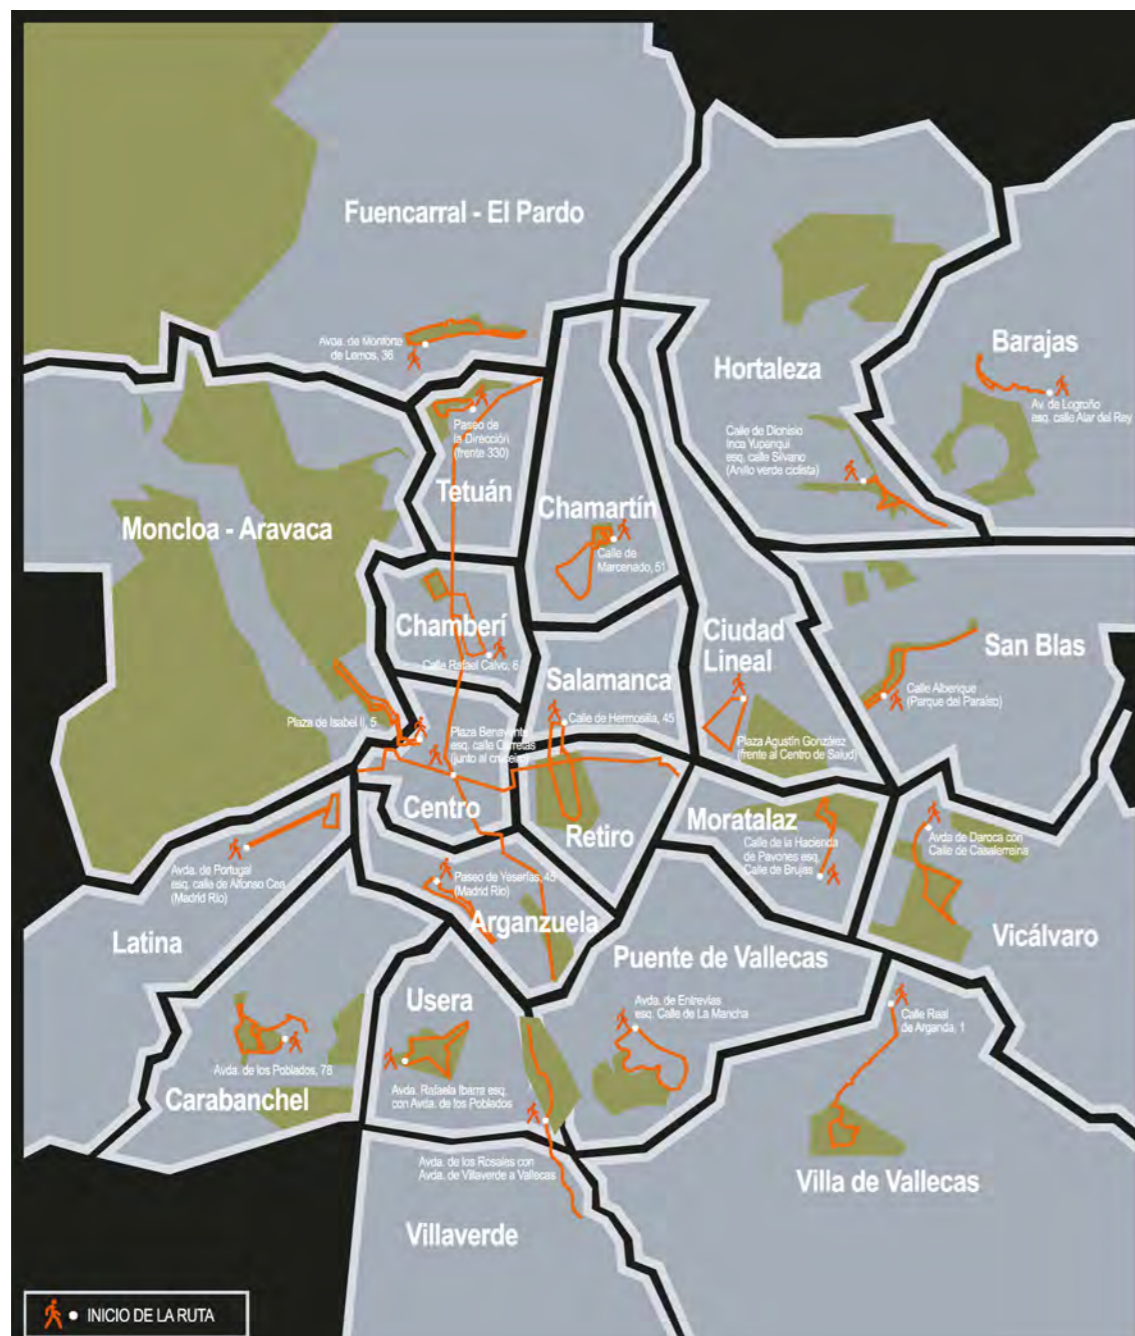 Fuencarral - El Pardo
Avda. de Monforte
de Lemos, 36
Barajas
Av. de Logroño
esq. calle Alar del Rey
Hortaleza
Calle de Dionisio
Inca Yupanqui
esq. calle Silvano
(Anillo verde ciclista)
Paseo de
la Dirección
(frente 330)
Tetuán
Chamartín
Calle de
Marcenado, 51
Moncloa - Aravaca
Chamberí
Calle Rafael Calvo, 6
Ciudad
Lineal
San Blas
Calle Alberique
(Parque del Paraíso)
Salamanca
Calle de Hermosilla, 45
Plaza de Isabel II, 5
Plaza Benavente
esq. calle Carretas
(junto al crucero)
Plaza Agustín González
(frente al Centro de Salud)
Centro
Retiro
Moratalaz
Calle de la Hacienda
de Pavones esq.
Calle de Brujas
Avda de Daroca con
Calle de Casalarreina
Avda. de Portugal
esq. calle de Alfonso Cea
(Madrid Río)
Paseo de Yeserías, 45
(Madrid Río)
Arganzuela
Latina
Vicálvaro
Puente de Vallecas
Avda. de Entrevías
esq. Calle de La Mancha
Usera
Calle Real
de Arganda, 1
Avda. de los Poblados, 78
Carabanchel
Avda. Rafaela Ibarra esq.
con Avda. de los Poblados
Avda. de los Rosales con
Avda. de Villaverde a Vallecas
Villa de Vallecas
Villaverde
INICIO DE LA RUTA